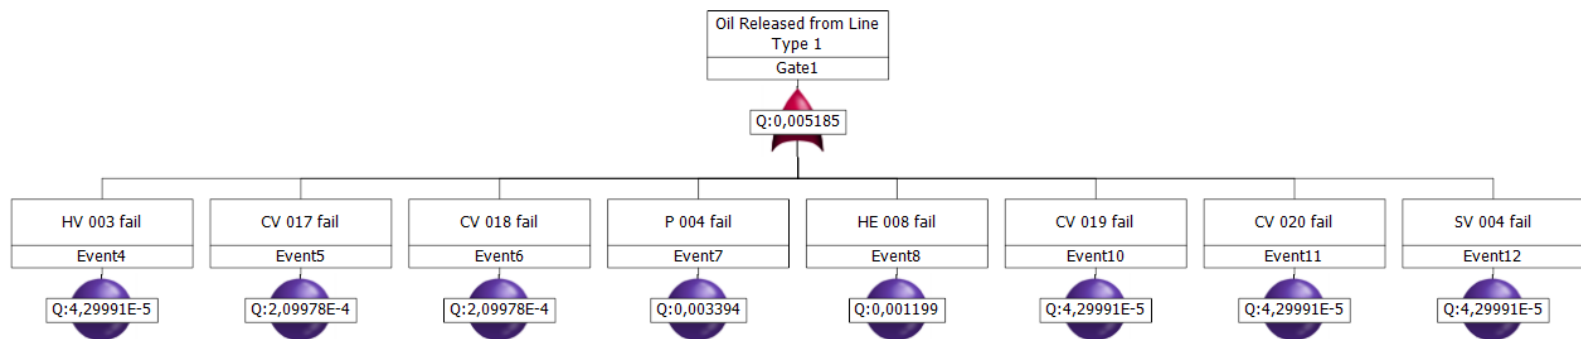 Oil Released from Line
Type 1
Gate1
Q:0,005185
HV 003 fail
Event4
Q:4,29991E-5
CV 017 fail
Event5
Q:2,09978E-4
CV 018 fail
Event6
Q:2,09978E-4
P 004 fail
Event7
Q:0,003394
HE 008 fail
Event8
Q:0,001199
CV 019 fail
Event10
Q:4,29991E-5
CV 020 fail
Event11
Q:4,29991E-5
SV 004 fail
Event12
Q:4,29991E-5